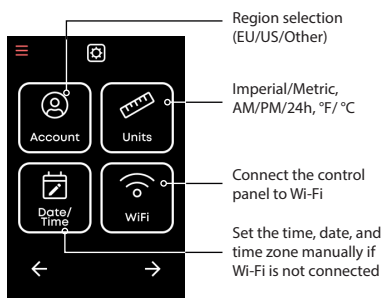 Region selection
(EU/US/Other)
Account
Units
Imperial/Metric,
AM/PM/24h, °F/ °C
Date/
Time
WiFi
Connect the control
panel to Wi-Fi
Set the time, date, and
time zone manually if
Wi-Fi is not connected